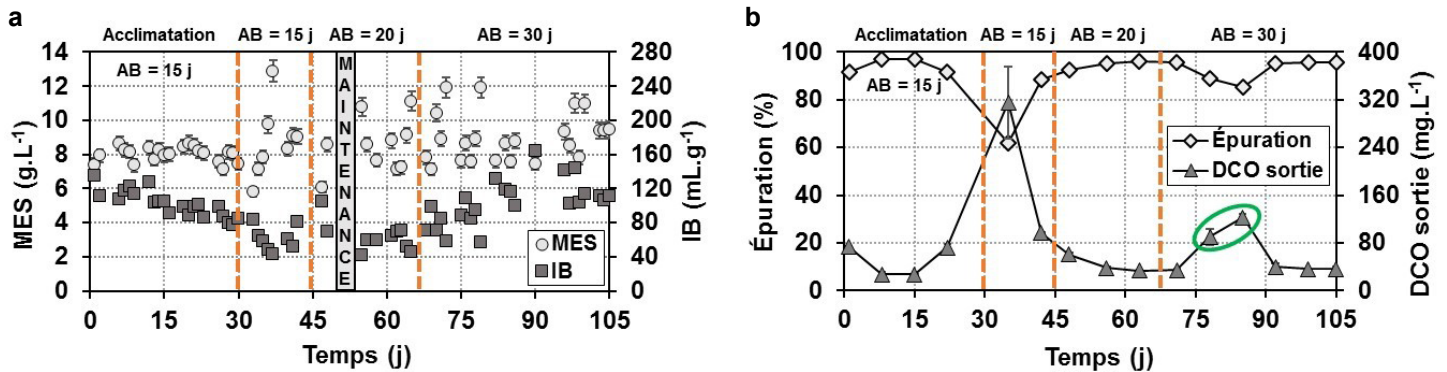 a
Acclimatation AB = 15 j AB = 20 j AB = 30 j
AB = 15 j
MES (g.L-1)
14
12
10
8
6
4
2
0
MAINTENANCE
MES
IB
280
240
200
160
120
80
40
0
IB (mL.g-1)
0 15 30 45 60 75 90 105
Temps (j)
b
Acclimatation AB = 15 j AB = 20 j AB = 30 j
AB = 15 j
Épuration (%)
100
80
60
40
20
0
Épuration
DCO sortie
400
320
240
160
80
0
DCO sortie (mg.L-1)
0 15 30 45 60 75 90 105
Temps (j)